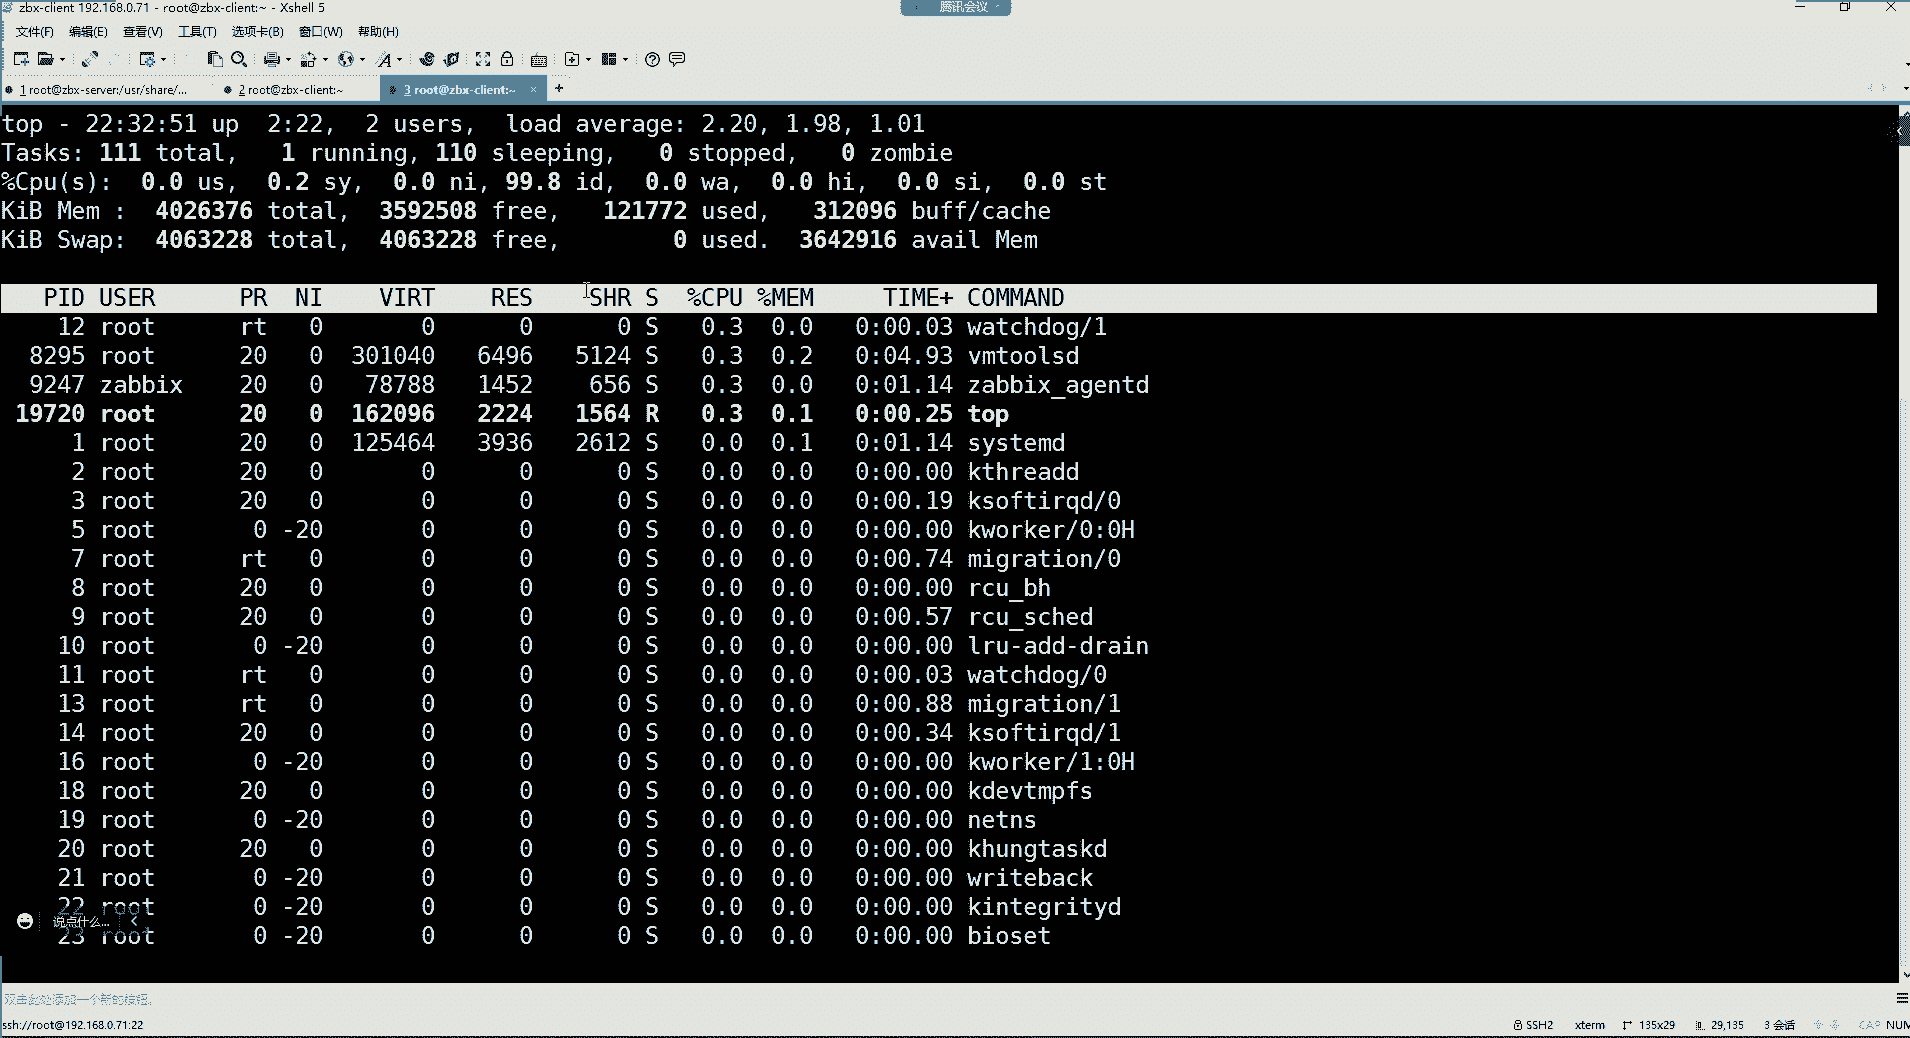 zbx-client 192.168.0.71 - root@zbx-client:~ - Xshell 5
腾讯会议
文件(F) 编辑(E) 查看(V) 工具(T) 选项卡(B) 窗口(W) 帮助(H)
1 root@zbx-server:/usr/share/... 2 root@zbx-client:~ 3 root@zbx-client:~ × +
top - 22:32:51 up  2:22,  2 users,  load average: 2.20, 1.98, 1.01
Tasks: 111 total,   1 running, 110 sleeping,   0 stopped,   0 zombie
%Cpu(s):  0.0 us,  0.2 sy,  0.0 ni, 99.8 id,  0.0 wa,  0.0 hi,  0.0 si,  0.0 st
KiB Mem :  4026376 total,  3592508 free,   121772 used,   312096 buff/cache
KiB Swap:  4063228 total,  4063228 free,        0 used.  3642916 avail Mem
PID USER PR NI VIRT RES SHR S %CPU %MEM TIME+ COMMAND
12 root rt 0 0 0 0 S 0.3 0.0 0:00.03 watchdog/1
8295 root 20 0 301040 6496 5124 S 0.3 0.2 0:04.93 vmtoolsd
9247 zabbix 20 0 78788 1452 656 S 0.3 0.0 0:01.14 zabbix_agentd
19720 root 20 0 162096 2224 1564 R 0.3 0.1 0:00.25 top
1 root 20 0 125464 3936 2612 S 0.0 0.1 0:01.14 systemd
2 root 20 0 0 0 0 S 0.0 0.0 0:00.00 kthreadd
3 root 20 0 0 0 0 S 0.0 0.0 0:00.19 ksoftirqd/0
5 root 0 -20 0 0 0 S 0.0 0.0 0:00.00 kworker/0:0H
7 root rt 0 0 0 0 S 0.0 0.0 0:00.74 migration/0
8 root 20 0 0 0 0 S 0.0 0.0 0:00.00 rcu_bh
9 root 20 0 0 0 0 S 0.0 0.0 0:00.57 rcu_sched
10 root 0 -20 0 0 0 S 0.0 0.0 0:00.00 lru-add-drain
11 root rt 0 0 0 0 S 0.0 0.0 0:00.03 watchdog/0
13 root rt 0 0 0 0 S 0.0 0.0 0:00.88 migration/1
14 root 20 0 0 0 0 S 0.0 0.0 0:00.34 ksoftirqd/1
16 root 0 -20 0 0 0 S 0.0 0.0 0:00.00 kworker/1:0H
18 root 20 0 0 0 0 S 0.0 0.0 0:00.00 kdevtmpfs
19 root 0 -20 0 0 0 S 0.0 0.0 0:00.00 netns
20 root 20 0 0 0 0 S 0.0 0.0 0:00.00 khungtaskd
21 root 0 -20 0 0 0 S 0.0 0.0 0:00.00 writeback
22 root 0 -20 0 0 0 S 0.0 0.0 0:00.00 kintegrityd
说点什么...
23 root 0 -20 0 0 0 S 0.0 0.0 0:00.00 bioset
双击此处添加一个新的按钮。
ssh://root@192.168.0.71:22 SSH2 xterm 135x29 29,135 3 会话 CAP NUM